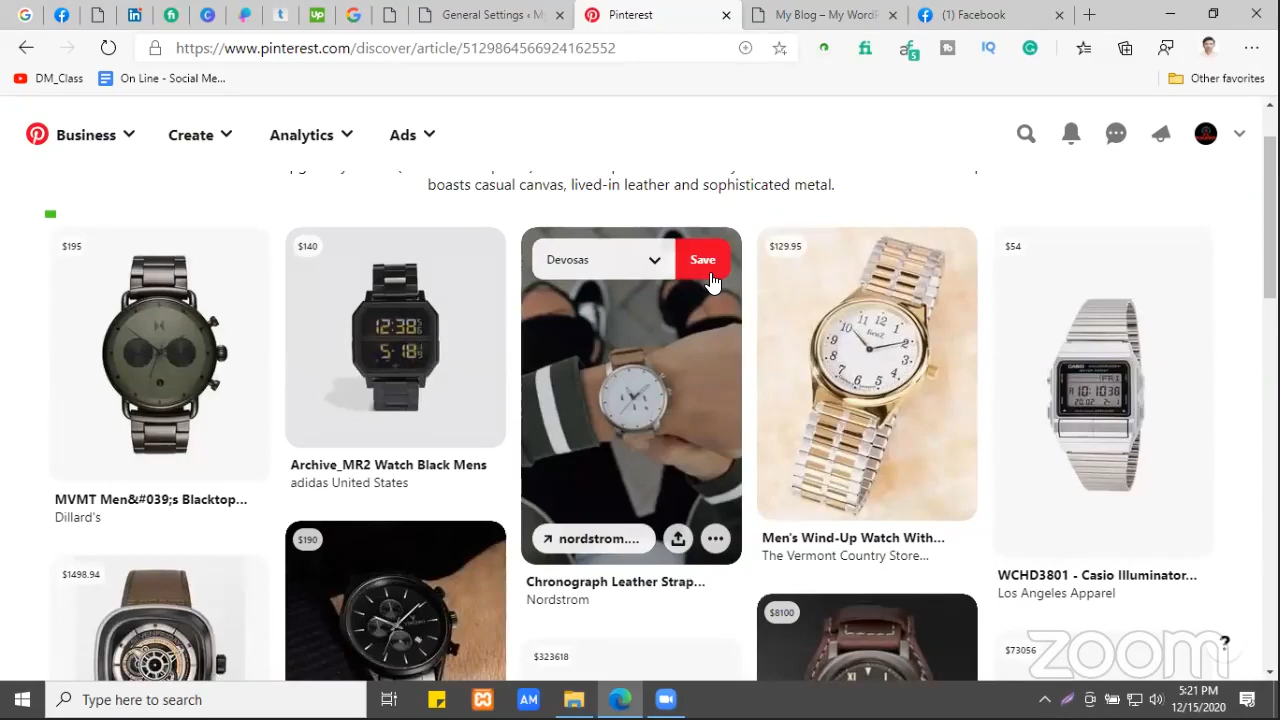 General Settings ‹ M
Pinterest
My Blog – My WordPr
(1) Facebook
https://www.pinterest.com/discover/article/5129864566924162552
5
DM_Class
On Line - Social Me...
Other favorites
Business
Create
Analytics
Ads
boasts casual canvas, lived-in leather and sophisticated metal.
$195
$140
Devosas
Save
$129.95
$54
MVMT Men&#039;s Blacktop...
Dillard's
Archive_MR2 Watch Black Mens
adidas United States
nordstrom....
Chronograph Leather Strap...
Nordstrom
Men's Wind-Up Watch With...
The Vermont Country Store...
WCHD3801 - Casio Illuminator...
Los Angeles Apparel
$1498.94
$190
$323618
$8100
$73056
zoom
Type here to search
AM
5:21 PM
12/15/2020